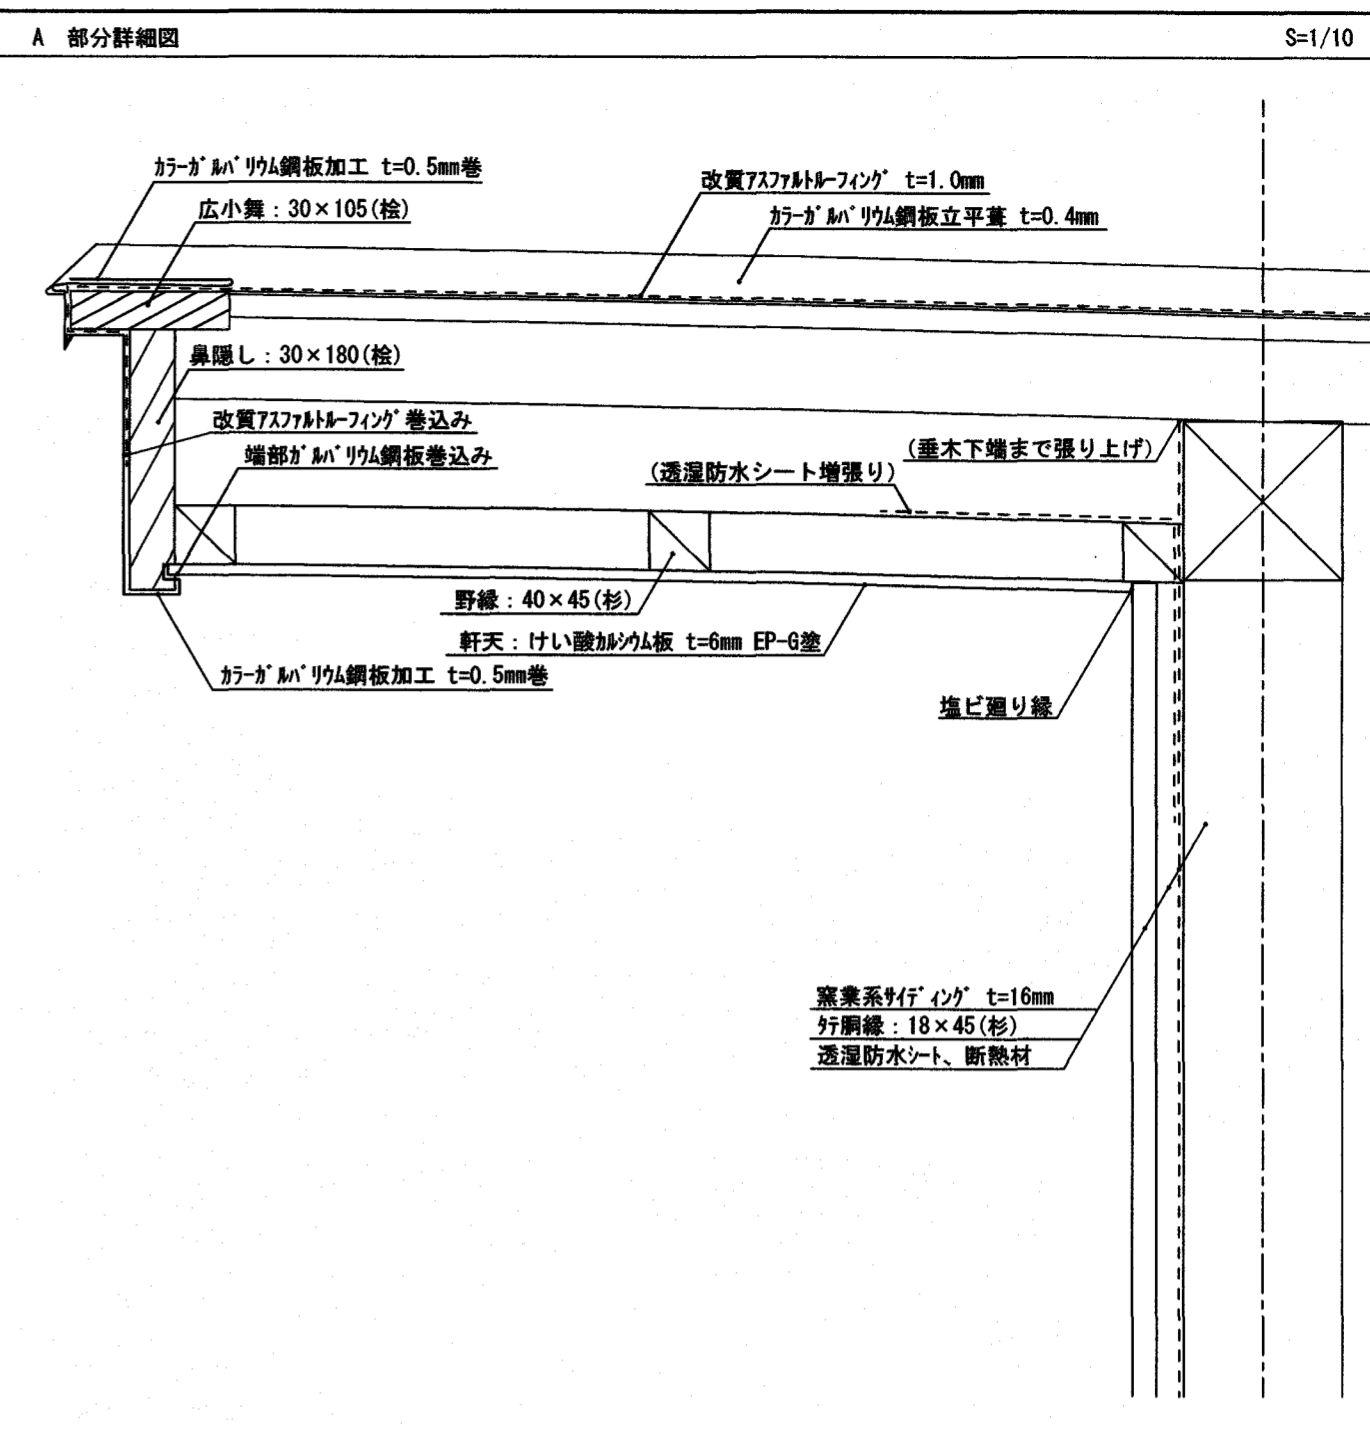 A 部分詳細図
S=1/10
ｶﾗｰｶﾞﾙﾊﾞﾘｳﾑ鋼板加工 t=0.5mm巻
広小舞：30×105(桧)
改質ｱｽﾌｧﾙﾄﾙｰﾌｨﾝｸﾞ t=1.0mm
ｶﾗｰｶﾞﾙﾊﾞﾘｳﾑ鋼板立平葺 t=0.4mm
鼻隠し：30×180(桧)
改質ｱｽﾌｧﾙﾄﾙｰﾌｨﾝｸﾞ巻込み
端部ｶﾞﾙﾊﾞﾘｳﾑ鋼板巻込み
(垂木下端まで張り上げ)
(透湿防水シート増張り)
野縁：40×45(杉)
軒天：けい酸ｶﾙｼｳﾑ板 t=6mm EP-G塗
ｶﾗｰｶﾞﾙﾊﾞﾘｳﾑ鋼板加工 t=0.5mm巻
塩ビ廻り縁
窯業系ｻｲﾃﾞｨﾝｸﾞ t=16mm
ﾀﾃ胴縁：18×45(杉)
透湿防水ｼｰﾄ、断熱材